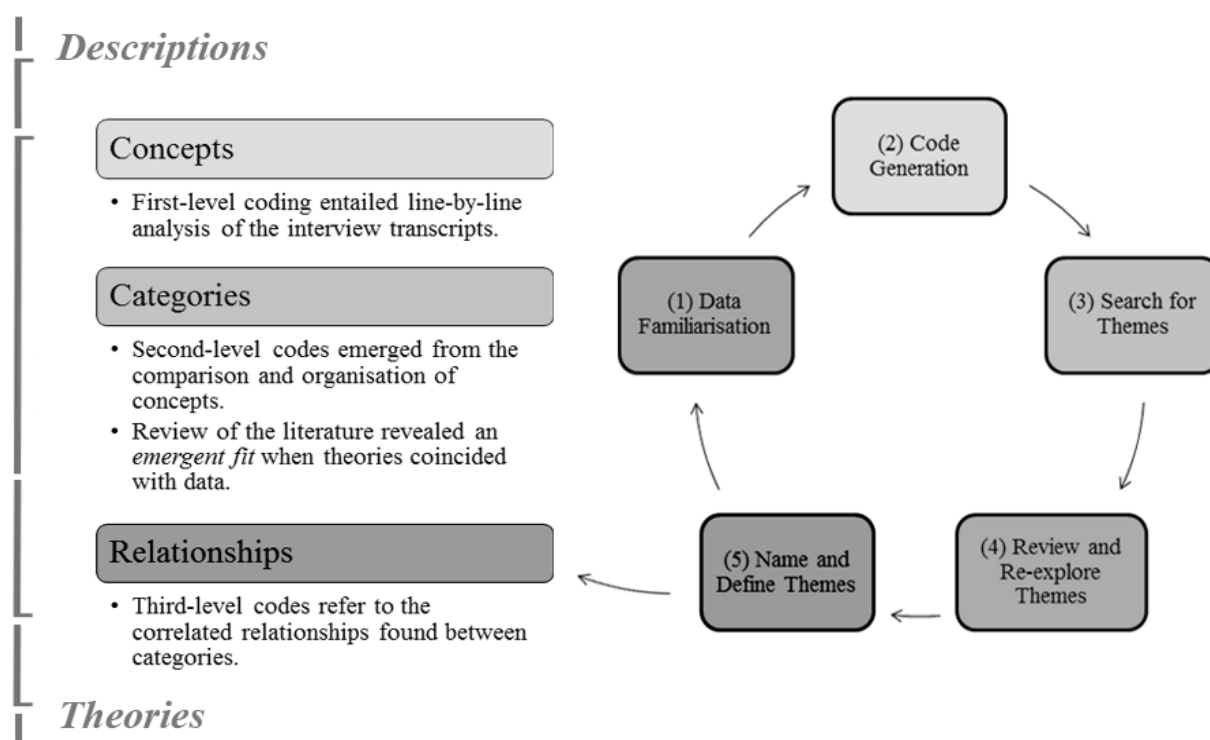 Descriptions
Concepts
• First-level coding entailed line-by-line
analysis of the interview transcripts.
Categories
• Second-level codes emerged from the
comparison and organisation of
concepts.
• Review of the literature revealed an
emergent fit when theories coincided
with data.
Relationships
• Third-level codes refer to the
correlated relationships found between
categories.
Theories
(1) Data
Familiarisation
(2) Code
Generation
(3) Search for
Themes
(4) Review and
Re-explore
Themes
(5) Name and
Define Themes